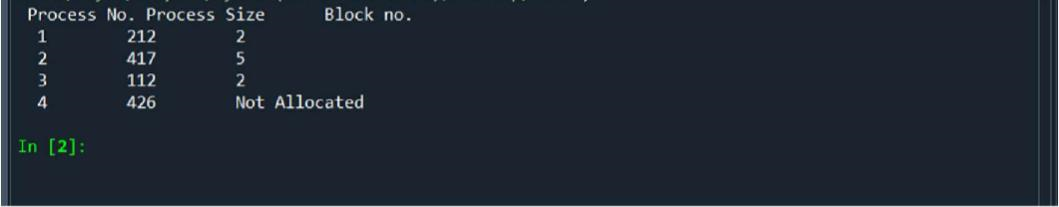 Process No. Process Size Block no.
1 212 2
2 417 5
3 112 2
4 426 Not Allocated
In [2]: